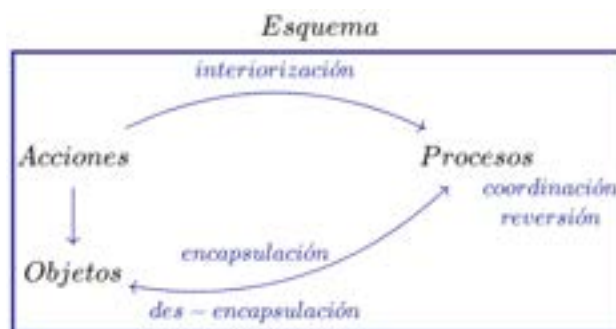 Esquema
interiorización
Acciones
Procesos
coordinación
reversión
encapsulación
Objetos
des − encapsulación